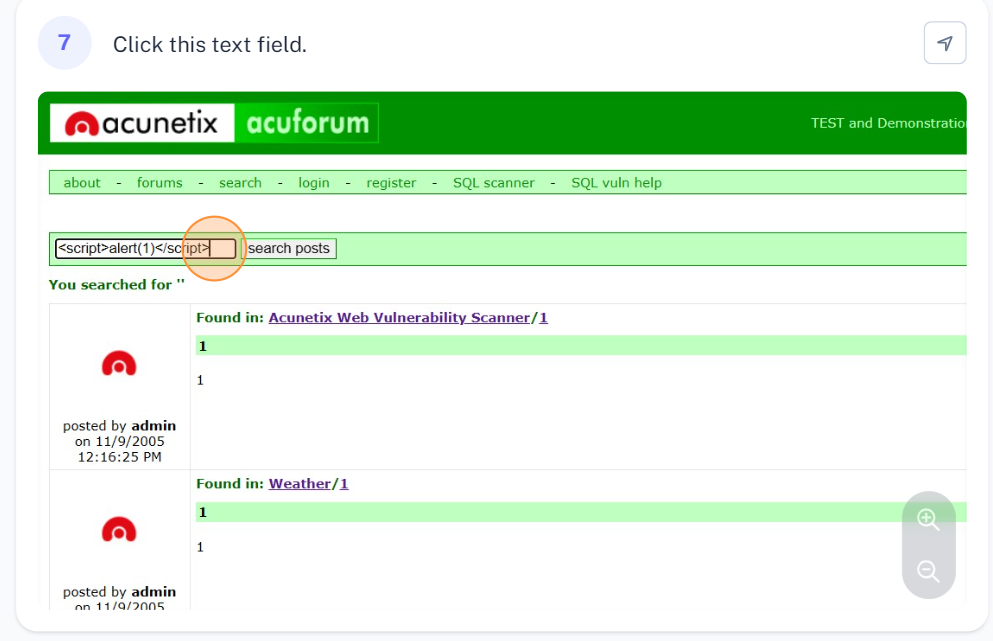 7 Click this text field.
acunetix acuforum TEST and Demonstratio
about - forums - search - login - register - SQL scanner - SQL vuln help
<script>alert(1)</script> search posts
You searched for ''
Found in: Acunetix Web Vulnerability Scanner/1
1
1
posted by admin
on 11/9/2005
12:16:25 PM
Found in: Weather/1
1
1
posted by admin
on 11/9/2005